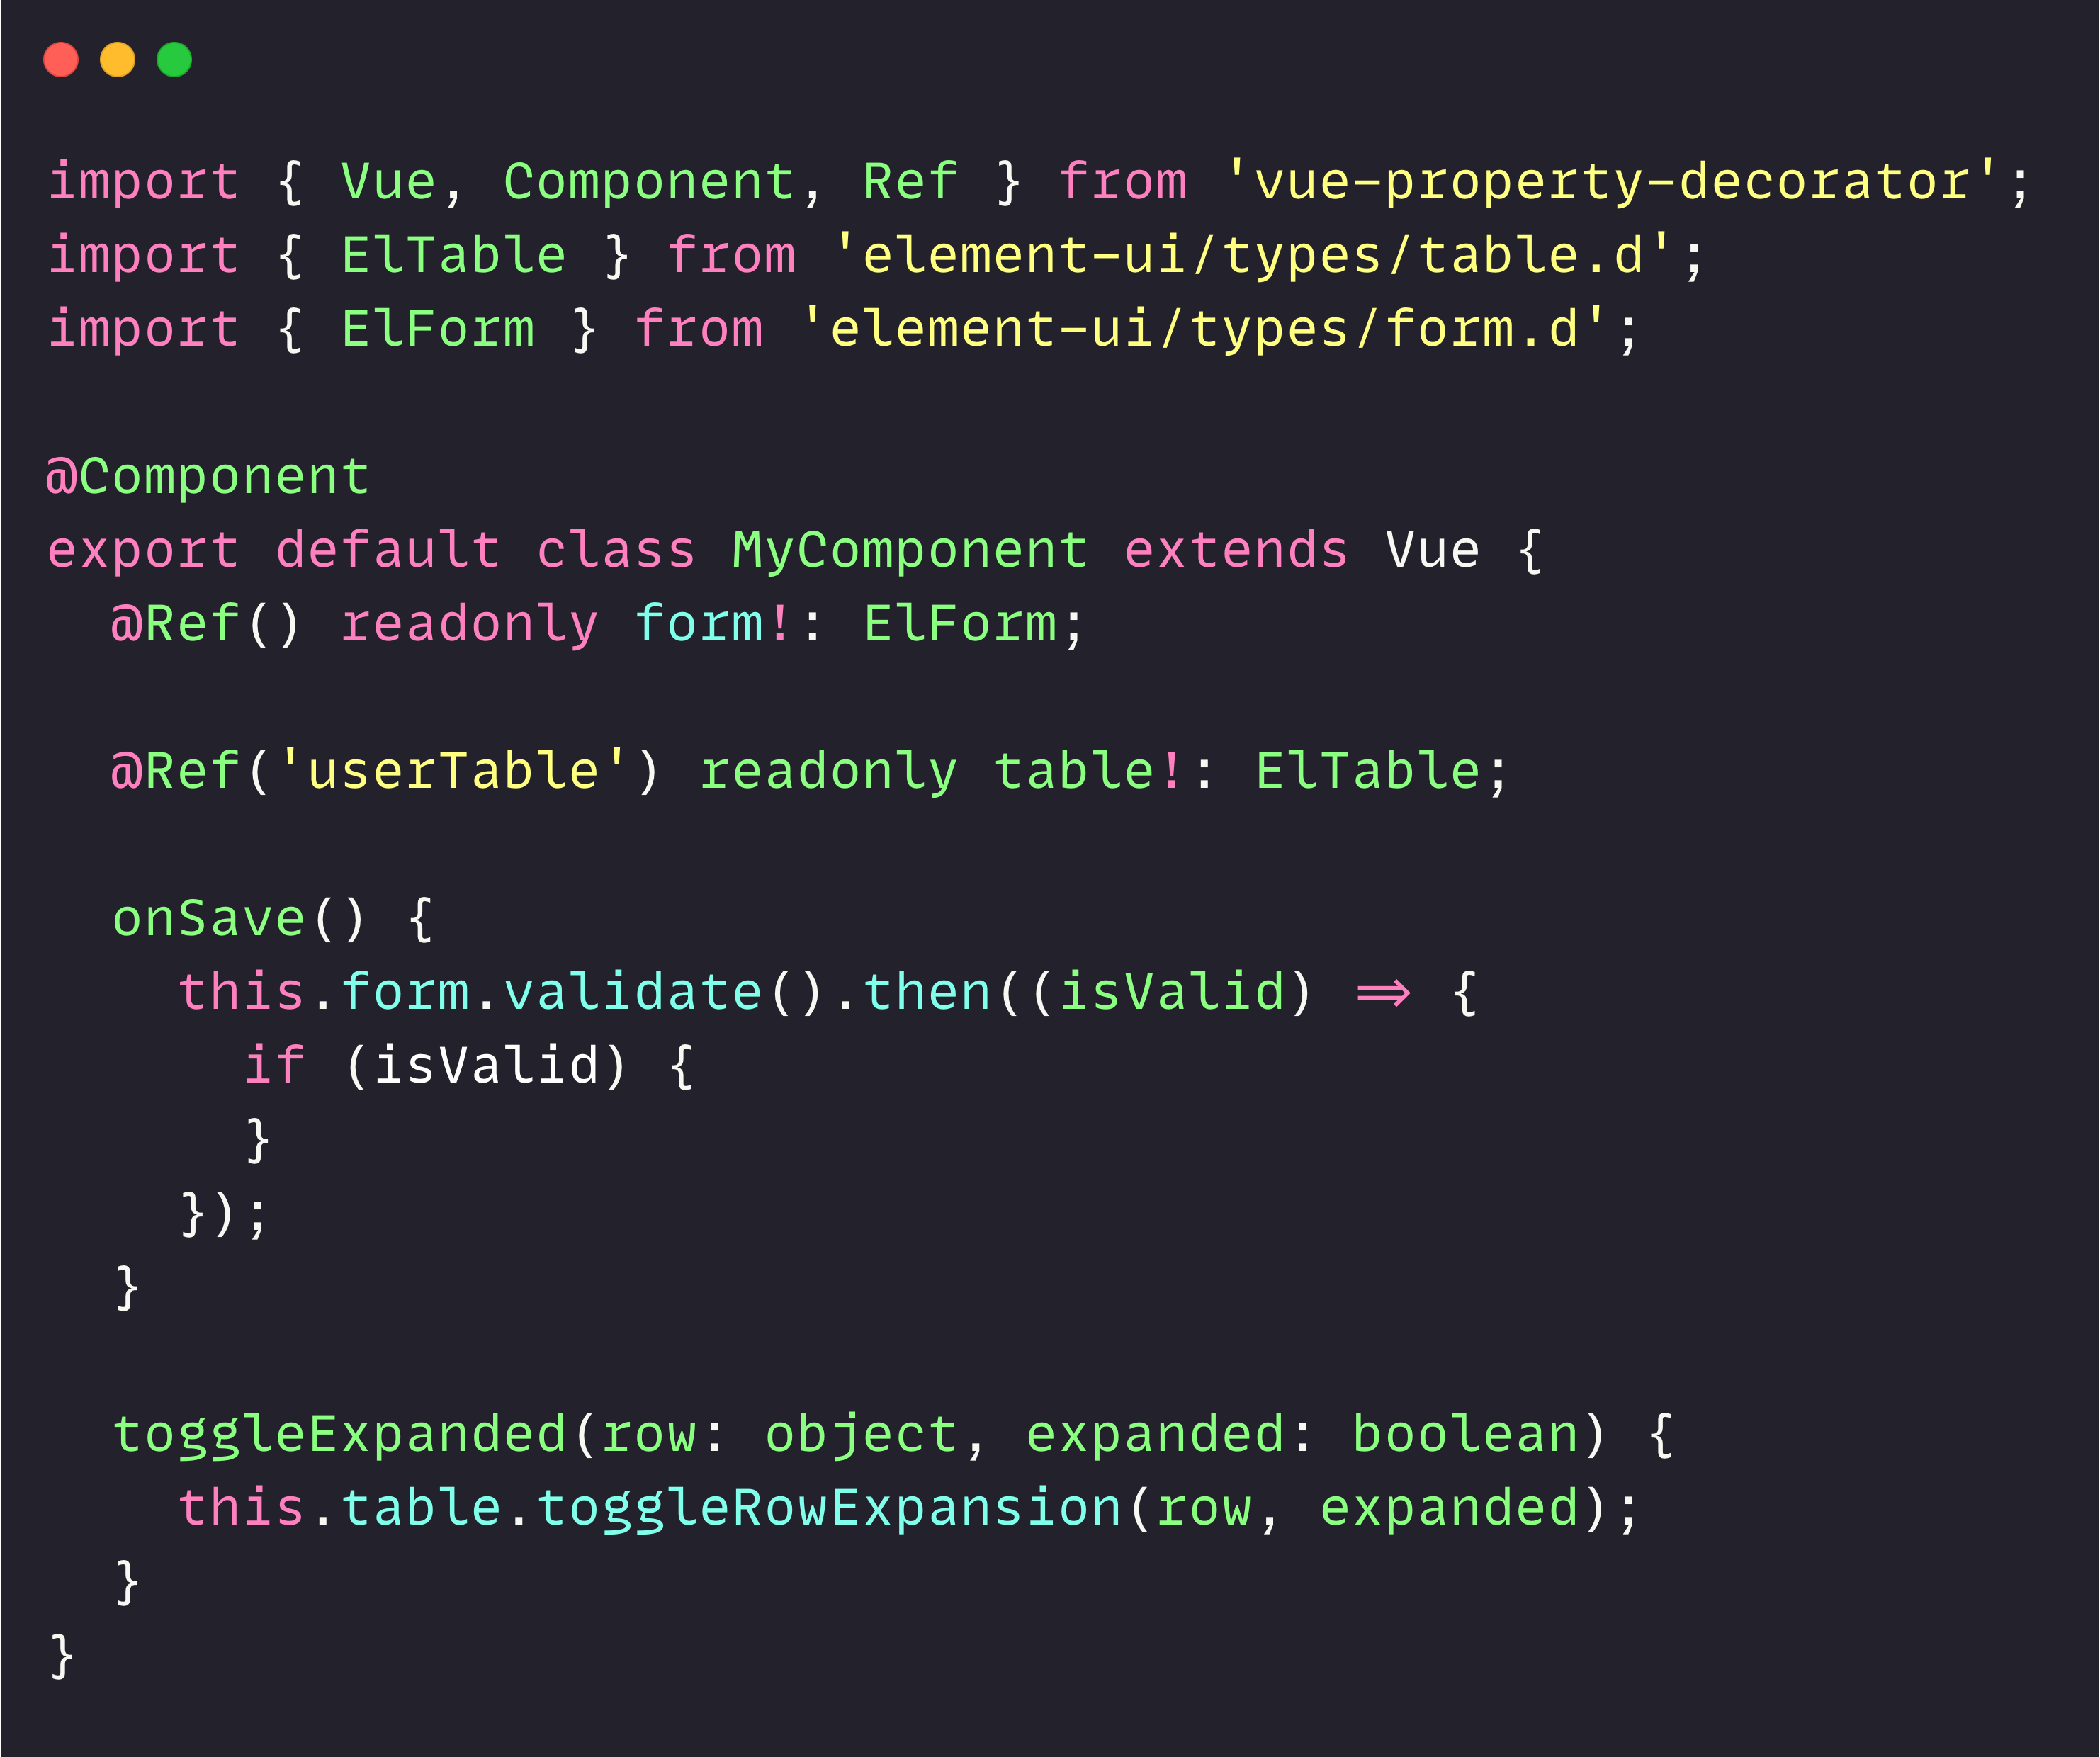 import { Vue, Component, Ref } from 'vue-property-decorator';
import { ElTable } from 'element-ui/types/table.d';
import { ElForm } from 'element-ui/types/form.d';

@Component
export default class MyComponent extends Vue {
  @Ref() readonly form!: ElForm;

  @Ref('userTable') readonly table!: ElTable;

  onSave() {
    this.form.validate().then((isValid) => {
      if (isValid) {
      }
    });
  }

  toggleExpanded(row: object, expanded: boolean) {
    this.table.toggleRowExpansion(row, expanded);
  }
}